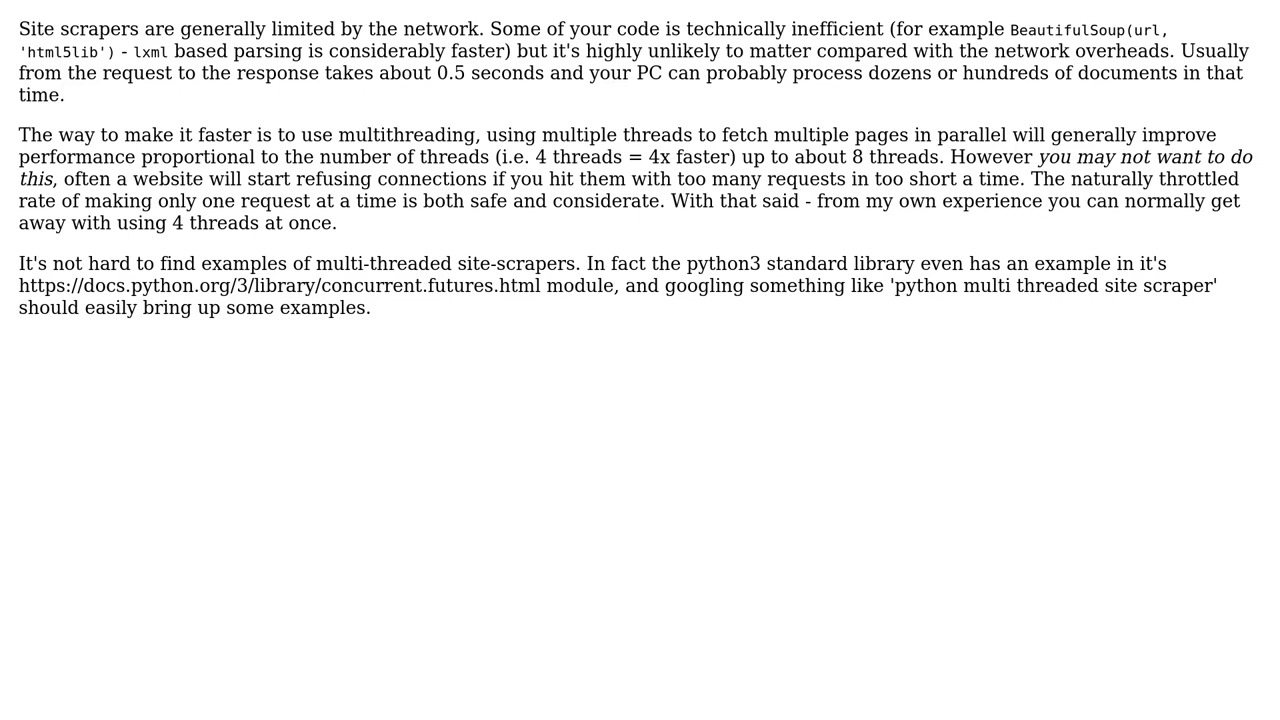 Site scrapers are generally limited by the network. Some of your code is technically inefficient (for example BeautifulSoup(url,
'html5lib') - lxml based parsing is considerably faster) but it's highly unlikely to matter compared with the network overheads. Usually
from the request to the response takes about 0.5 seconds and your PC can probably process dozens or hundreds of documents in that
time.
The way to make it faster is to use multithreading, using multiple threads to fetch multiple pages in parallel will generally improve
performance proportional to the number of threads (i.e. 4 threads = 4x faster) up to about 8 threads. However you may not want to do
this, often a website will start refusing connections if you hit them with too many requests in too short a time. The naturally throttled
rate of making only one request at a time is both safe and considerate. With that said - from my own experience you can normally get
away with using 4 threads at once.
It's not hard to find examples of multi-threaded site-scrapers. In fact the python3 standard library even has an example in it's
https://docs.python.org/3/library/concurrent.futures.html module, and googling something like 'python multi threaded site scraper'
should easily bring up some examples.